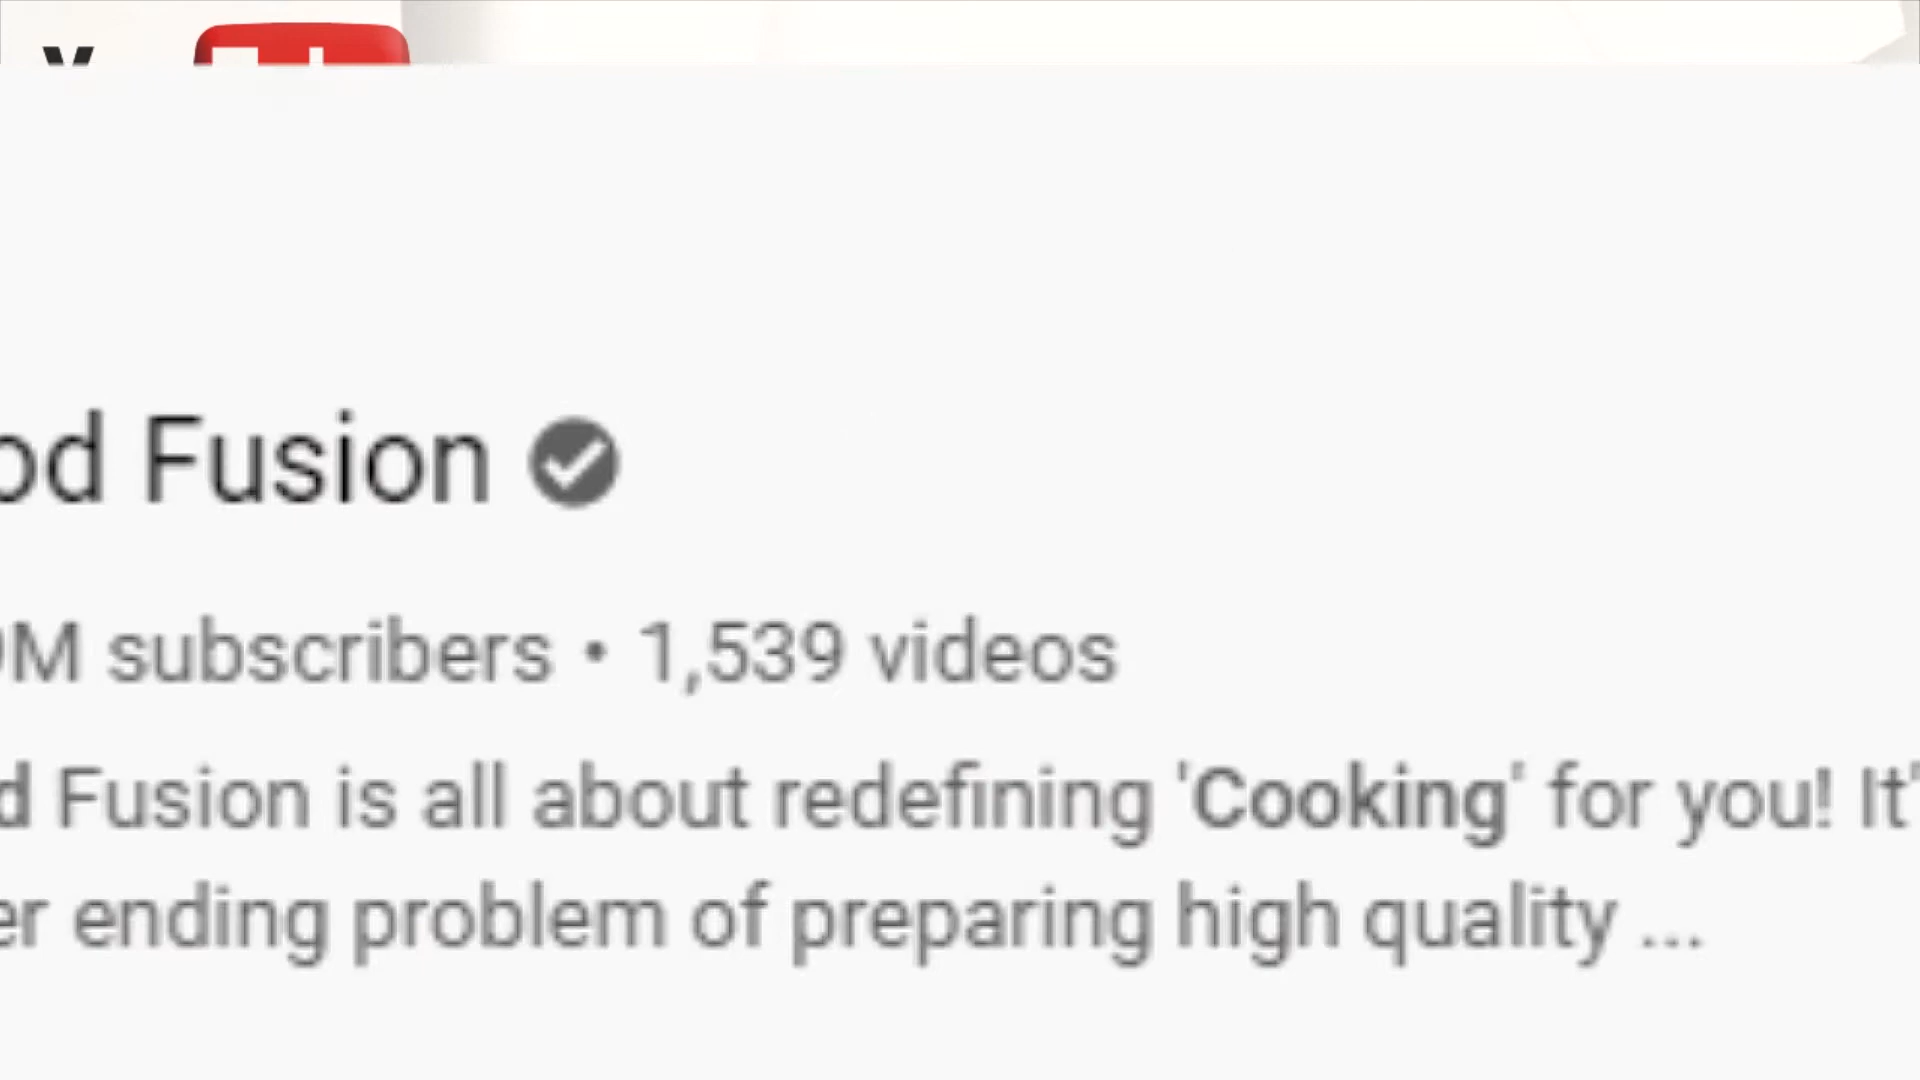 od Fusion
M subscribers • 1,539 videos
d Fusion is all about redefining 'Cooking' for you! It'
er ending problem of preparing high quality ...